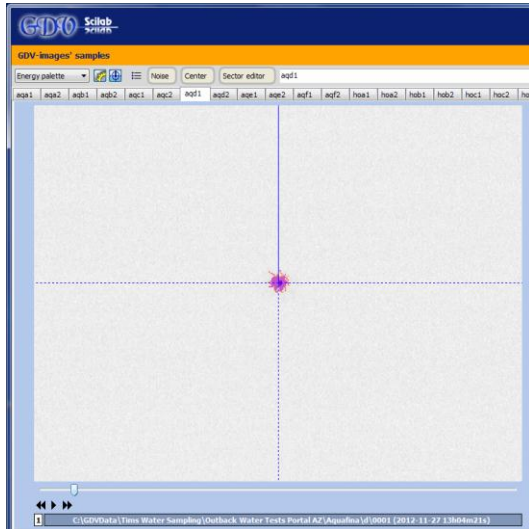 GDV Scilab
GDV-images' samples
Energy palette Noise Center Sector editor aqd1
aqa1 aqa2 aqb1 aqb2 aqc1 aqc2 aqd1 aqd2 aqe1 aqe2 aqf1 aqf2 hoa1 hoa2 hob1 hob2 hoc1 hoc2
1 C:\GDVData\Tims Water Sampling\Outback Water Tests Portal AZ\Aquafina\d\0001 (2012-11-27 13h04m21s)